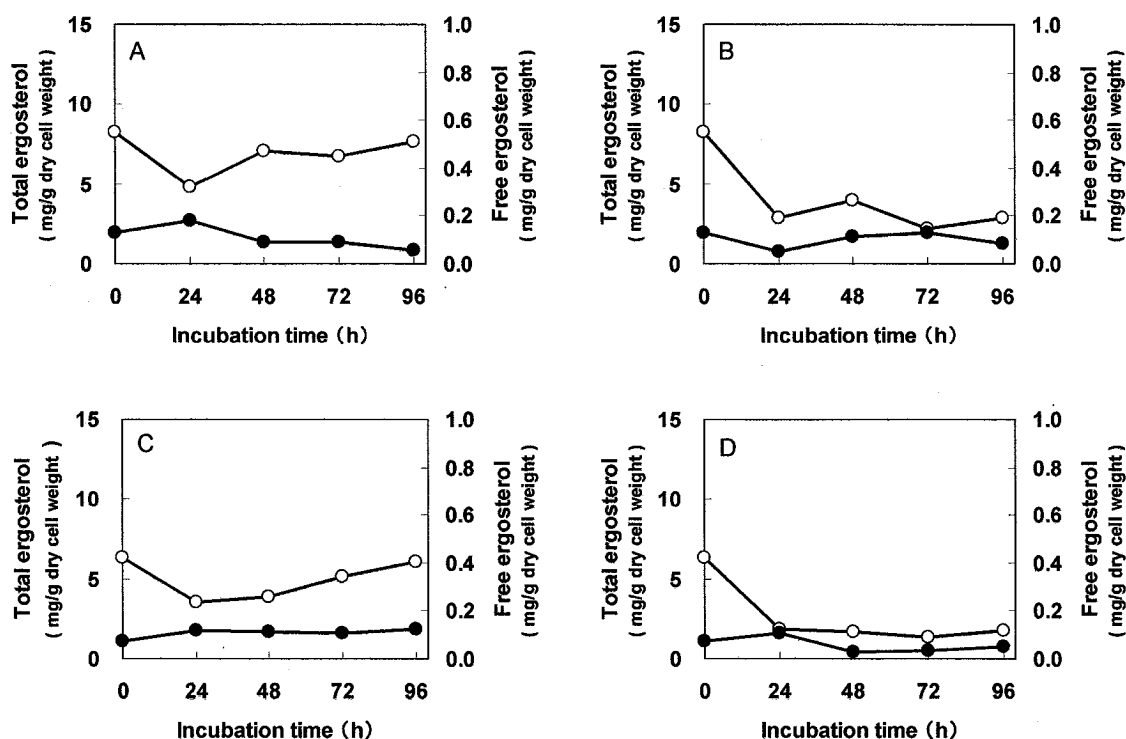 A
15
10
5
0
Total ergosterol
( mg/g dry cell weight )
1.0
0.8
0.6
0.4
0.2
0.0
Free ergosterol
( mg/g dry cell weight )
0 24 48 72 96
Incubation time (h)
B
15
10
5
0
Total ergosterol
( mg/g dry cell weight )
1.0
0.8
0.6
0.4
0.2
0.0
Free ergosterol
( mg/g dry cell weight )
0 24 48 72 96
Incubation time (h)
C
15
10
5
0
Total ergosterol
( mg/g dry cell weight )
1.0
0.8
0.6
0.4
0.2
0.0
Free ergosterol
( mg/g dry cell weight )
0 24 48 72 96
Incubation time (h)
D
15
10
5
0
Total ergosterol
( mg/g dry cell weight )
1.0
0.8
0.6
0.4
0.2
0.0
Free ergosterol
( mg/g dry cell weight )
0 24 48 72 96
Incubation time (h)